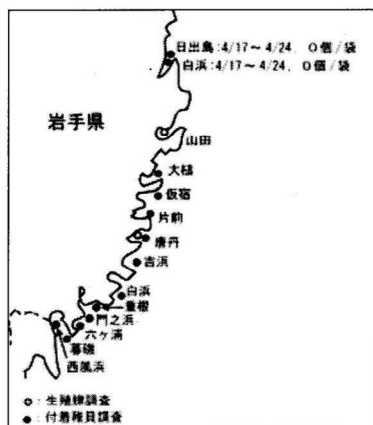 日出島:4/17~4/24, 0個/袋
白浜:4/17~4/24, 0個/袋
岩手県
山田
大槌
仮宿
片前
唐丹
吉浜
白浜
重根
門之浜
六ヶ浦
碁磯
西風浜
○:生殖腺調査
●:付着稚貝調査